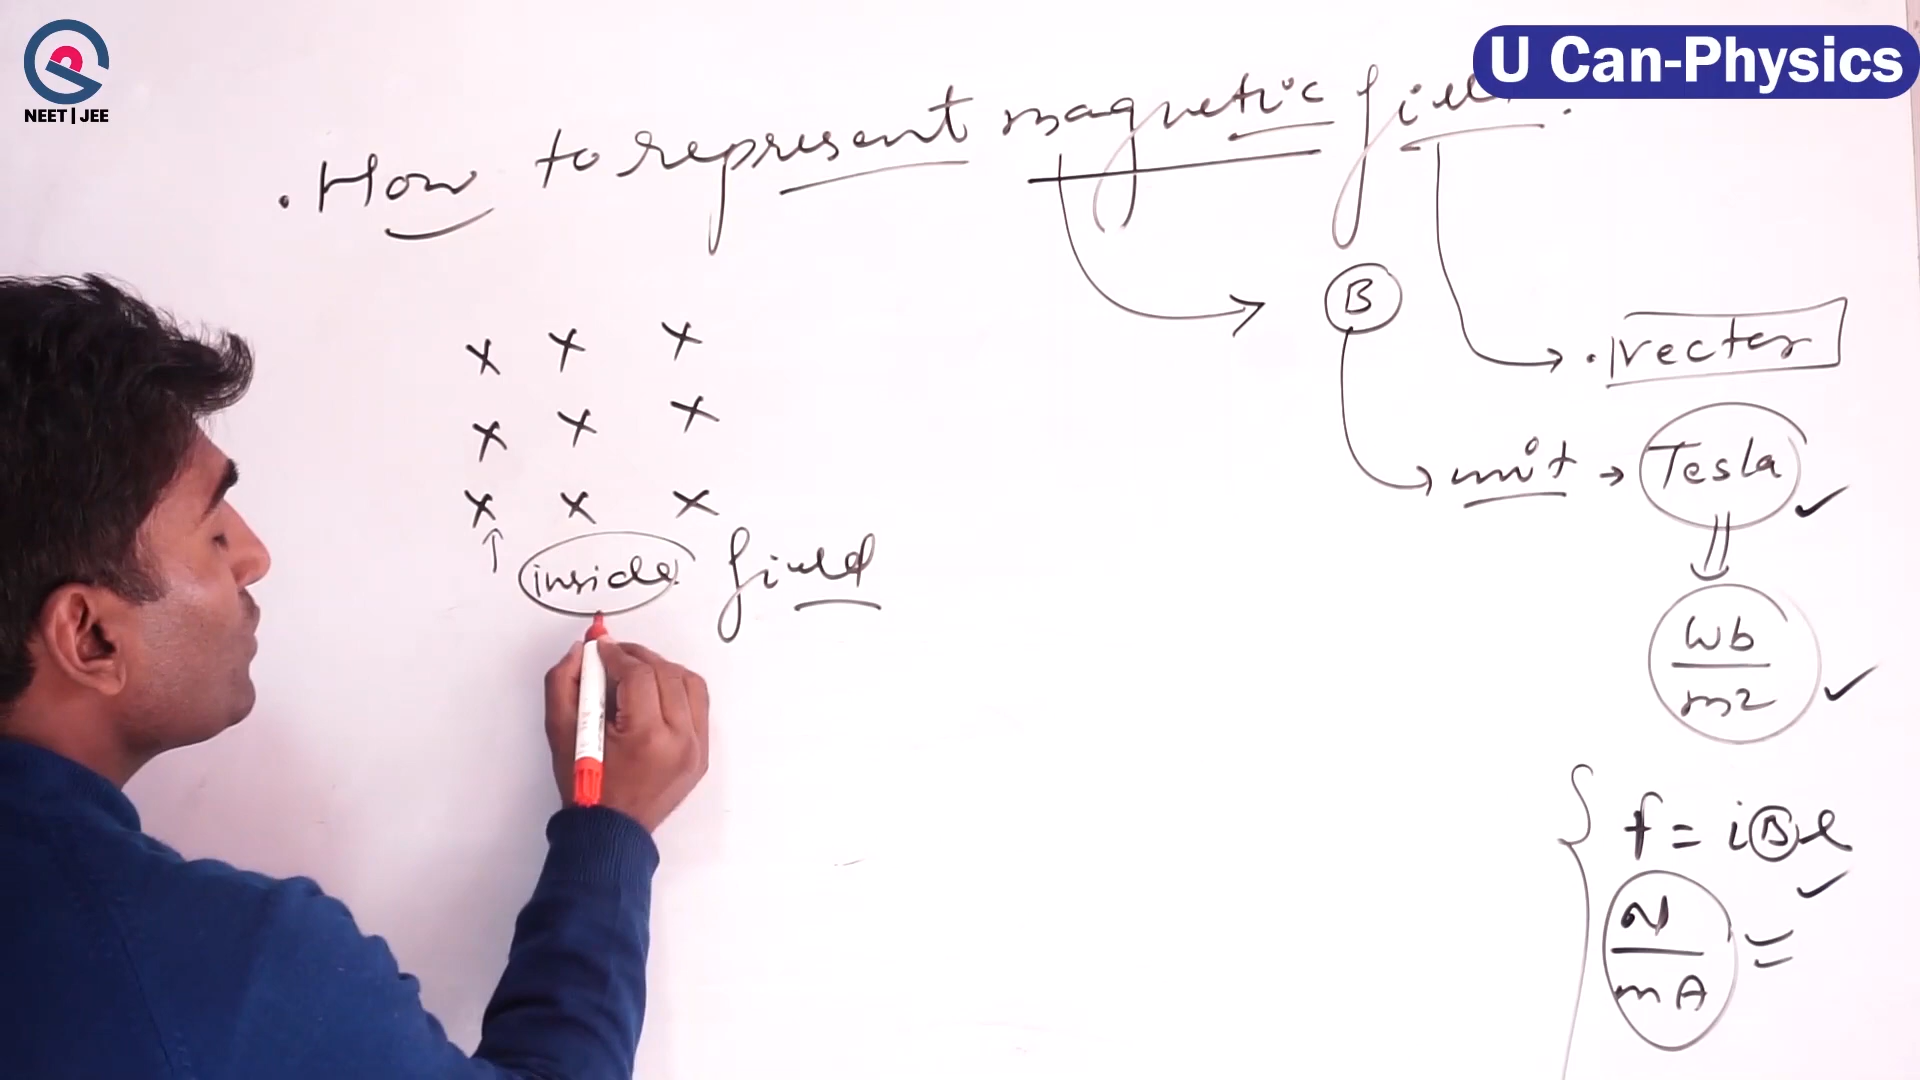 NEET | JEE
U Can-Physics
. How to represent magnetic field .
B
. vector
x x x
x x x
unit → Tesla
x x x
inside field
Wb
m2
f = iBl
N
mA =